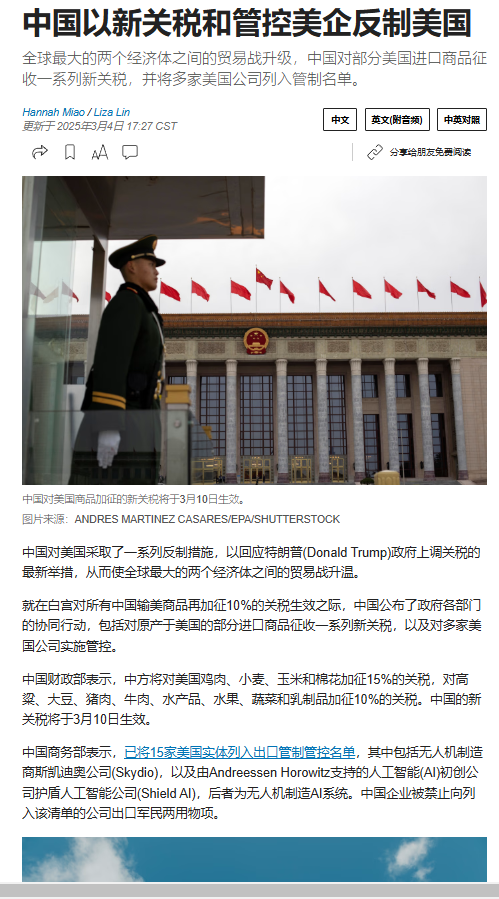 中国以新关税和管控美企反制美国
全球最大的两个经济体之间的贸易战升级，中国对部分美国进口商品征
收一系列新关税，并将多家美国公司列入管制名单。
Hannah Miao / Liza Lin
更新于 2025年3月4日 17:27 CST
中文 英文(附音频) 中英对照
分享给朋友免费阅读
中国对美国商品加征的新关税将于3月10日生效。
图片来源：ANDRES MARTINEZ CASARES/EPA/SHUTTERSTOCK
中国对美国采取了一系列反制措施，以回应特朗普(Donald Trump)政府上调关税的
最新举措，从而使全球最大的两个经济体之间的贸易战升温。
就在白宫对所有中国输美商品再加征10%的关税生效之际，中国公布了政府各部门
的协同行动，包括对原产于美国的部分进口商品征收一系列新关税，以及对多家美
国公司实施管控。
中国财政部表示，中方将对美国鸡肉、小麦、玉米和棉花加征15%的关税，对高
粱、大豆、猪肉、牛肉、水产品、水果、蔬菜和乳制品加征10%的关税。中国的新
关税将于3月10日生效。
中国商务部表示，已将15家美国实体列入出口管制管控名单，其中包括无人机制造
商斯凯迪奥公司(Skydio)，以及由Andreessen Horowitz支持的人工智能(AI)初创公
司护盾人工智能公司(Shield AI)，后者为无人机制造AI系统。中国企业被禁止向列
入该清单的公司出口军民两用物项。